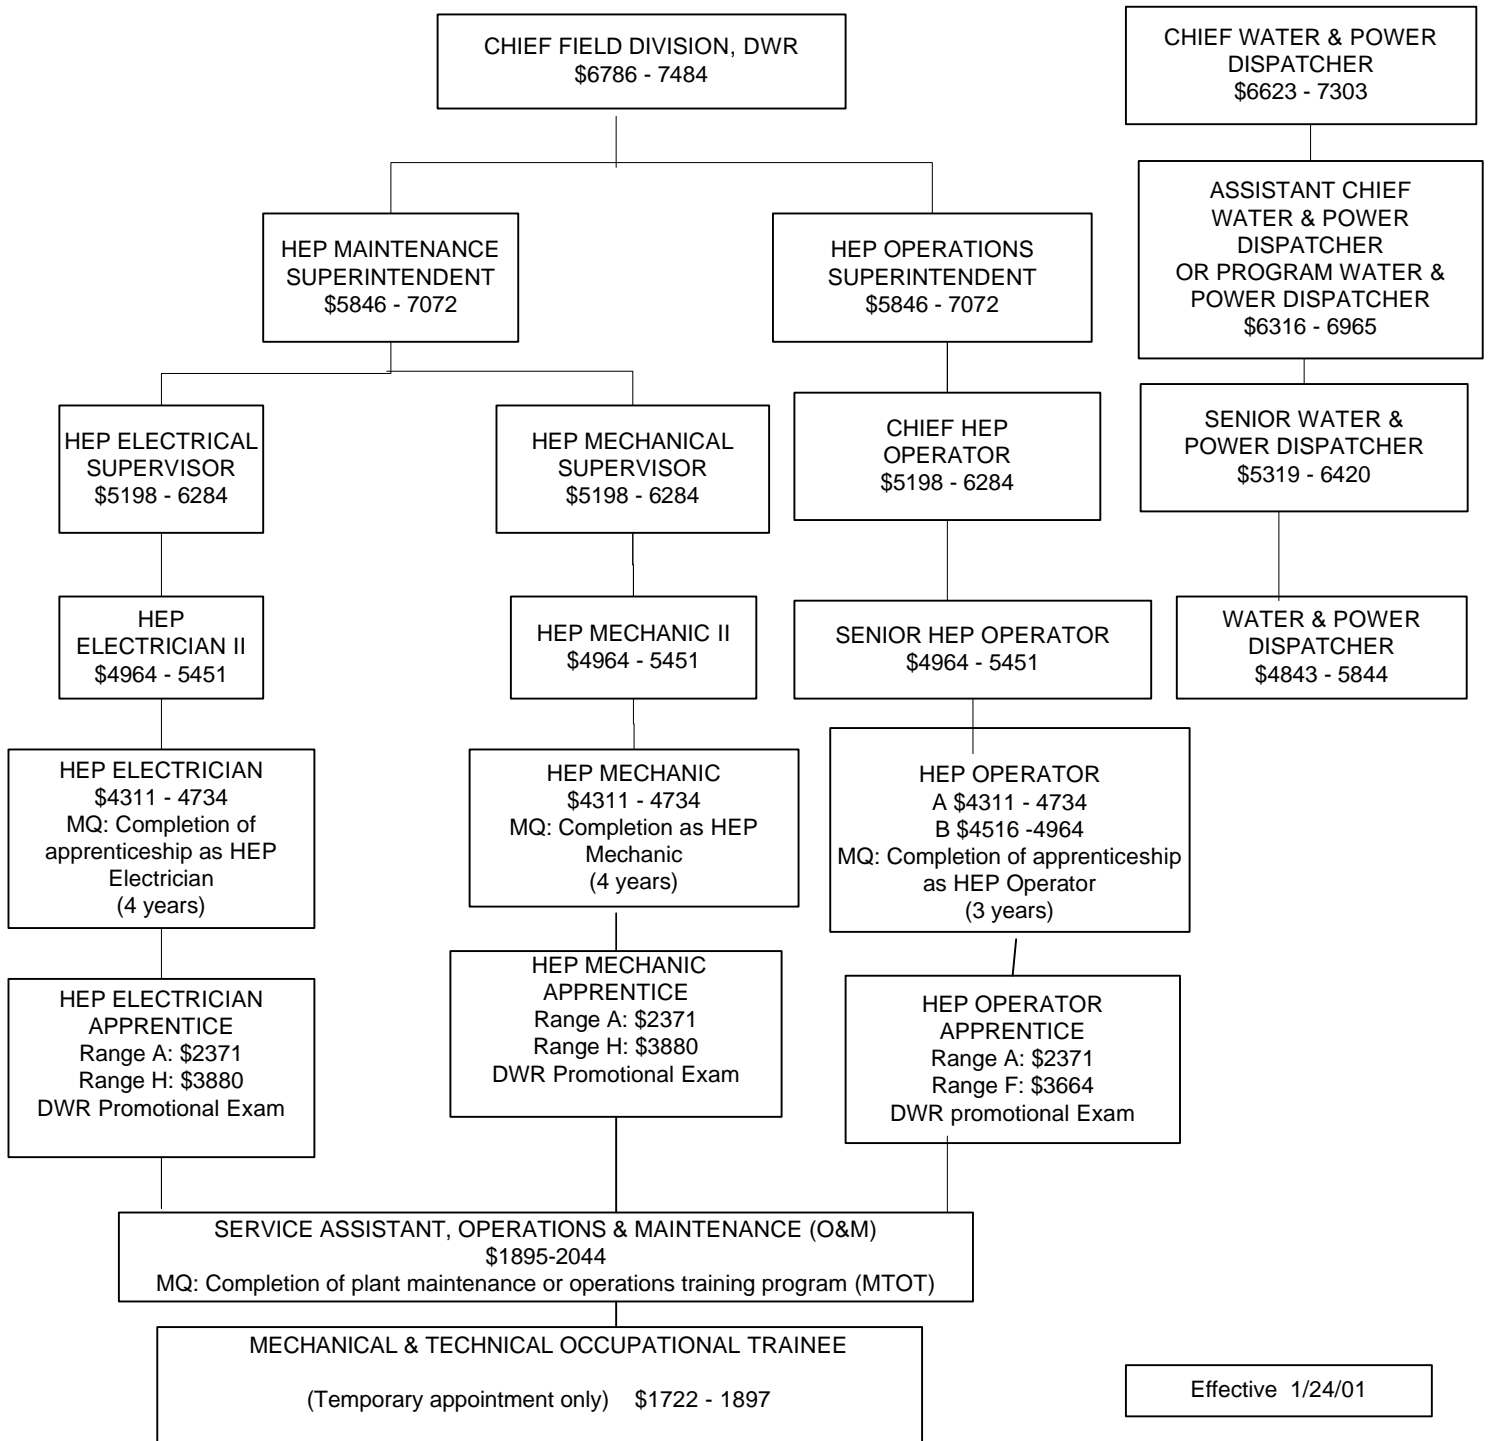 CHIEF FIELD DIVISION, DWR
$6786 - 7484
CHIEF WATER & POWER
DISPATCHER
$6623 - 7303
ASSISTANT CHIEF
WATER & POWER
DISPATCHER
OR PROGRAM WATER &
POWER DISPATCHER
$6316 - 6965
HEP MAINTENANCE
SUPERINTENDENT
$5846 - 7072
HEP OPERATIONS
SUPERINTENDENT
$5846 - 7072
HEP ELECTRICAL
SUPERVISOR
$5198 - 6284
HEP MECHANICAL
SUPERVISOR
$5198 - 6284
CHIEF HEP
OPERATOR
$5198 - 6284
SENIOR WATER &
POWER DISPATCHER
$5319 - 6420
HEP
ELECTRICIAN II
$4964 - 5451
HEP MECHANIC II
$4964 - 5451
SENIOR HEP OPERATOR
$4964 - 5451
WATER & POWER
DISPATCHER
$4843 - 5844
HEP ELECTRICIAN
$4311 - 4734
MQ: Completion of
apprenticeship as HEP
Electrician
(4 years)
HEP MECHANIC
$4311 - 4734
MQ: Completion as HEP
Mechanic
(4 years)
HEP OPERATOR
A $4311 - 4734
B $4516 -4964
MQ: Completion of apprenticeship
as HEP Operator
(3 years)
HEP ELECTRICIAN
APPRENTICE
Range A: $2371
Range H: $3880
DWR Promotional Exam
HEP MECHANIC
APPRENTICE
Range A: $2371
Range H: $3880
DWR Promotional Exam
HEP OPERATOR
APPRENTICE
Range A: $2371
Range F: $3664
DWR promotional Exam
SERVICE ASSISTANT, OPERATIONS & MAINTENANCE (O&M)
$1895-2044
MQ: Completion of plant maintenance or operations training program (MTOT)
MECHANICAL & TECHNICAL OCCUPATIONAL TRAINEE
(Temporary appointment only) $1722 - 1897
Effective 1/24/01